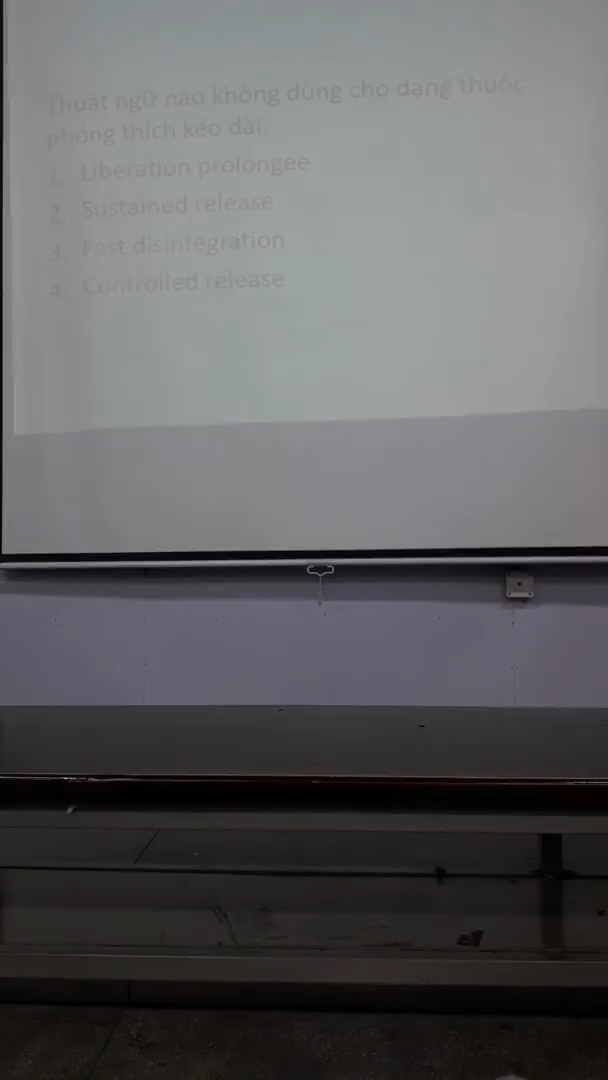 Thuật ngữ nào không dùng cho dạng thuốc
phóng thích kéo dài:
1. Liberation prolongee
2. Sustained release
3. Fast disintegration
4. Controlled release